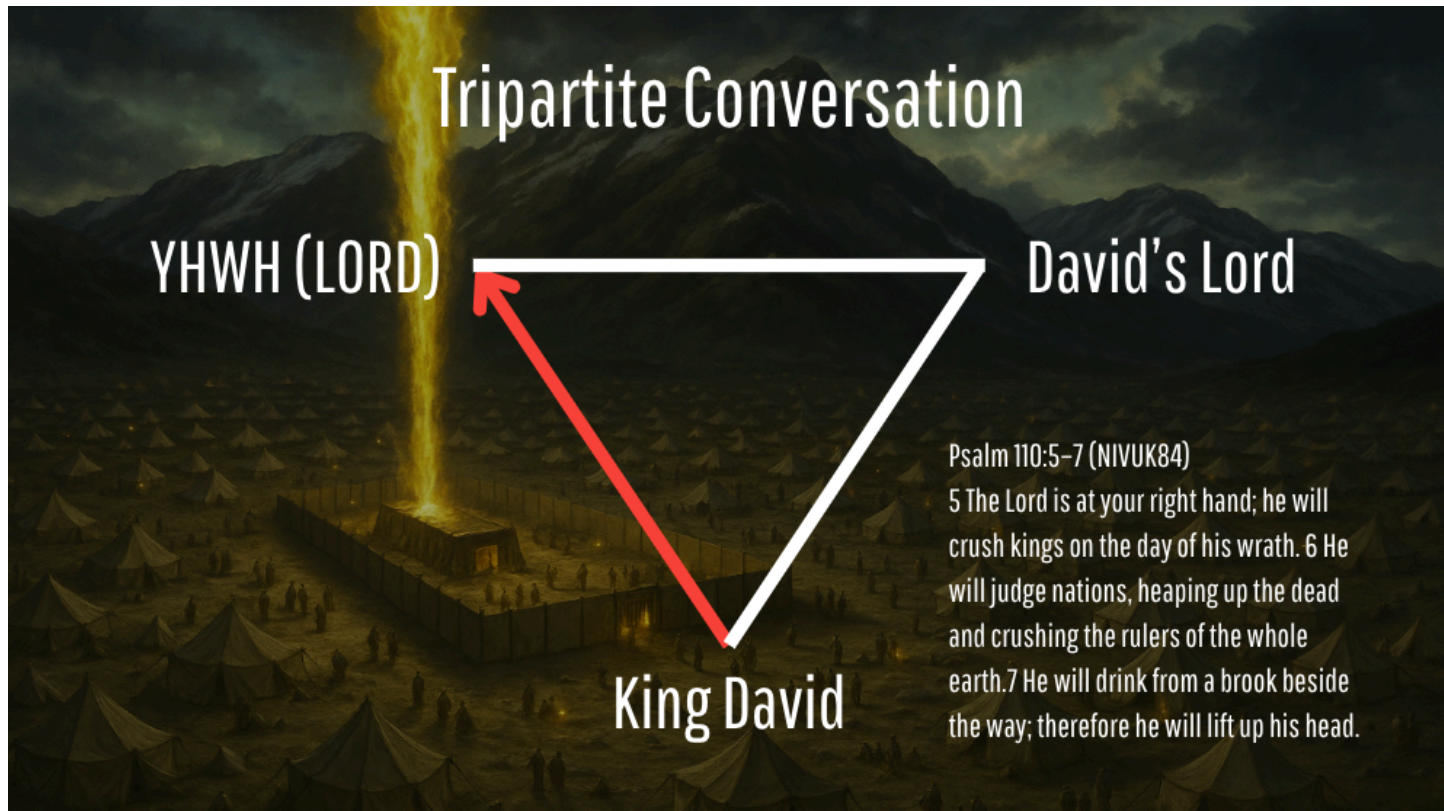 Tripartite Conversation
YHWH (LORD)
David’s Lord
King David
Psalm 110:5–7 (NIVUK84)
5 The Lord is at your right hand; he will
crush kings on the day of his wrath. 6 He
will judge nations, heaping up the dead
and crushing the rulers of the whole
earth.7 He will drink from a brook beside
the way; therefore he will lift up his head.